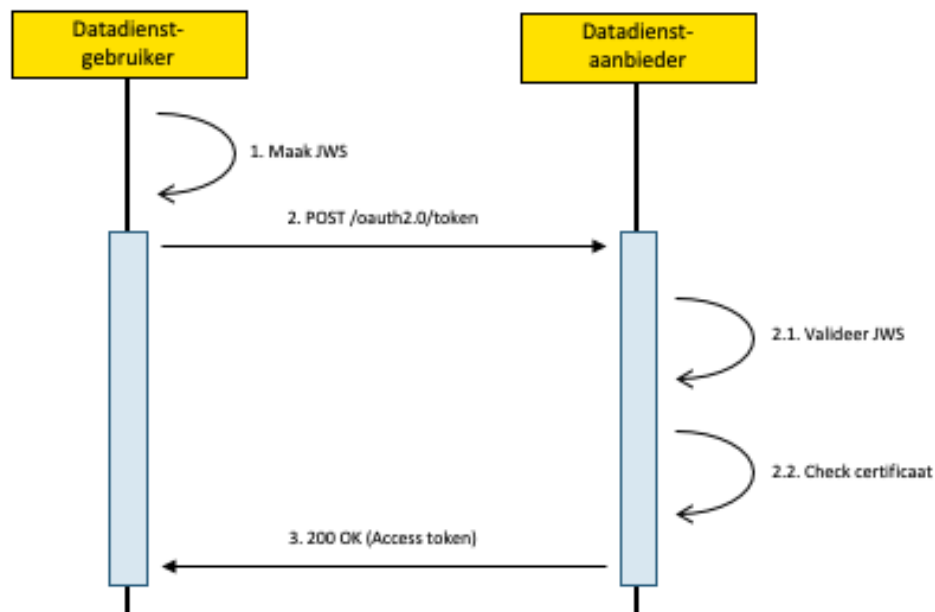 Datadienst-
gebruiker
Datadienst-
aanbieder
1. Maak JWS
2. POST /oauth2.0/token
2.1. Valideer JWS
2.2. Check certificaat
3. 200 OK (Access token)